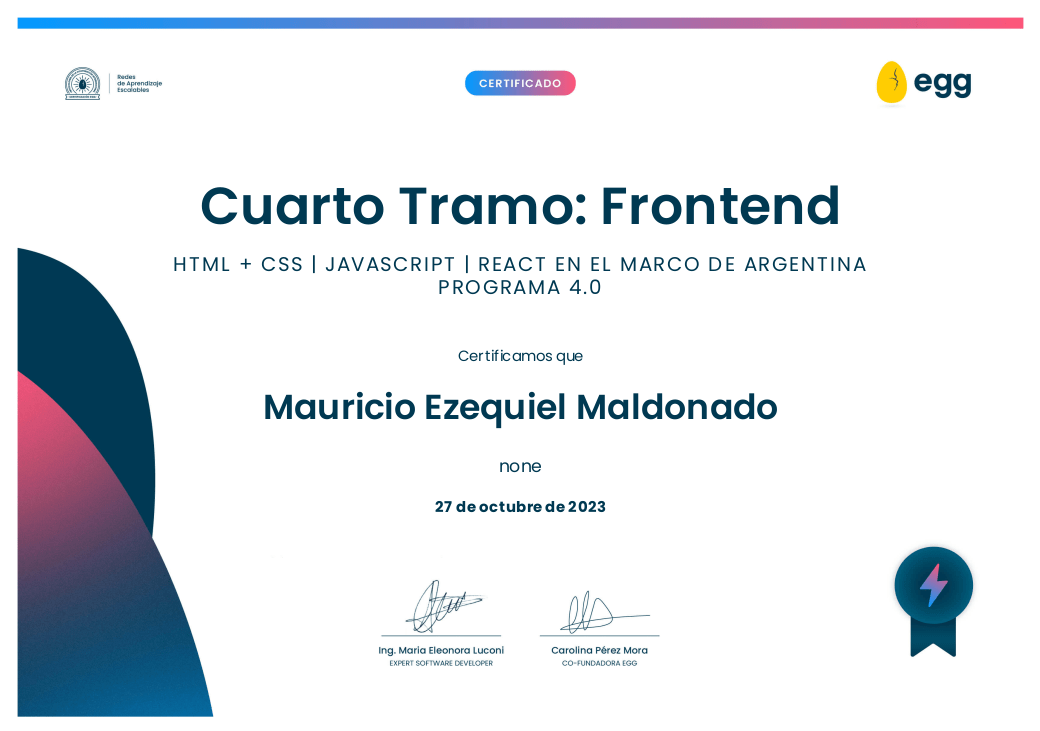 Redes
de Aprendizaje
Escalables
CERTIFICADO
egg
Cuarto Tramo: Frontend
HTML + CSS | JAVASCRIPT | REACT EN EL MARCO DE ARGENTINA
PROGRAMA 4.0
Certificamos que
Mauricio Ezequiel Maldonado
none
27 de octubre de 2023
Ing. Maria Eleonora Luconi
EXPERT SOFTWARE DEVELOPER
Carolina Pérez Mora
CO-FUNDADORA EGG